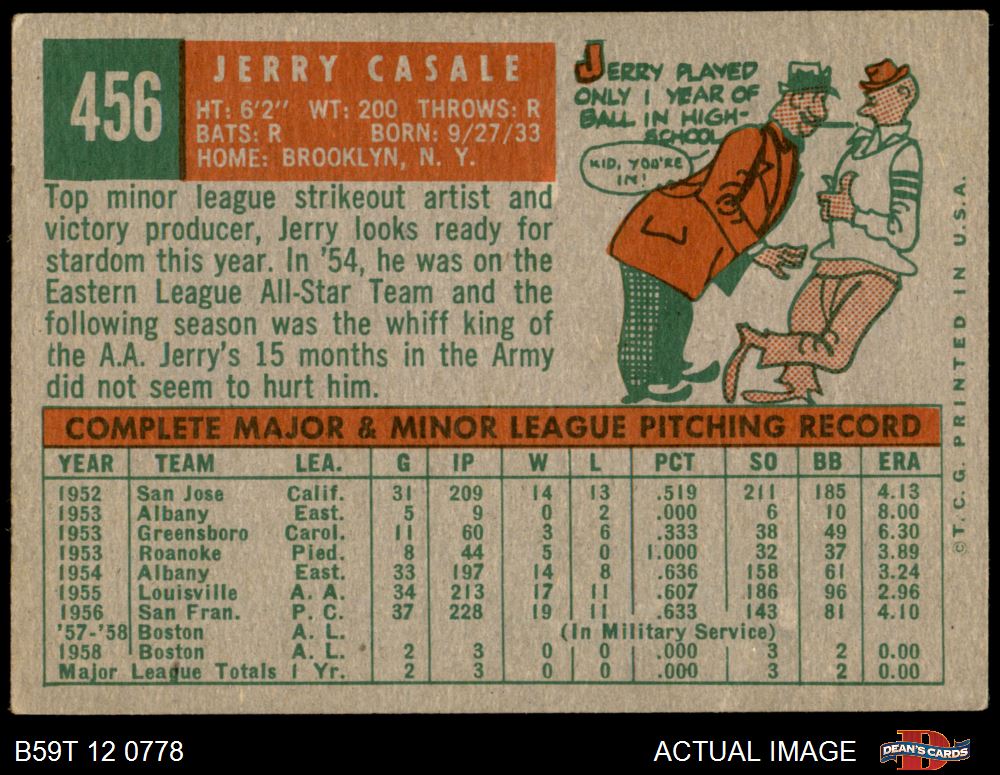 456
JERRY CASALE
HT: 6'2" WT: 200 THROWS: R
BATS: R BORN: 9/27/33
HOME: BROOKLYN, N. Y.
JERRY PLAYED
ONLY 1 YEAR OF
BALL IN HIGH-
SCHOOL
KID, YOU'RE
IN!
Top minor league strikeout artist and
victory producer, Jerry looks ready for
stardom this year. In '54, he was on the
Eastern League All-Star Team and the
following season was the whiff king of
the A.A. Jerry's 15 months in the Army
did not seem to hurt him.
COMPLETE MAJOR & MINOR LEAGUE PITCHING RECORD
YEAR TEAM LEA. G IP W L PCT SO BB ERA
1952 San Jose Calif. 31 209 14 13 .519 211 185 4.13
1953 Albany East. 5 9 0 2 .000 6 10 8.00
1953 Greensboro Carol. 11 60 3 6 .333 38 49 6.30
1953 Roanoke Pied. 8 44 5 0 1.000 32 37 3.89
1954 Albany East. 33 197 14 8 .636 158 61 3.24
1955 Louisville A. A. 34 213 17 11 .607 186 96 2.96
1956 San Fran. P. C. 37 228 19 11 .633 143 81 4.10
'57-'58 Boston A. L. (In Military Service)
1958 Boston A. L. 2 3 0 0 .000 3 2 0.00
Major League Totals 1 Yr. 2 3 0 0 .000 3 2 0.00
©T. C. G. PRINTED IN U.S.A.
B59T 12 0778
ACTUAL IMAGE
D
DEAN'S CARDS